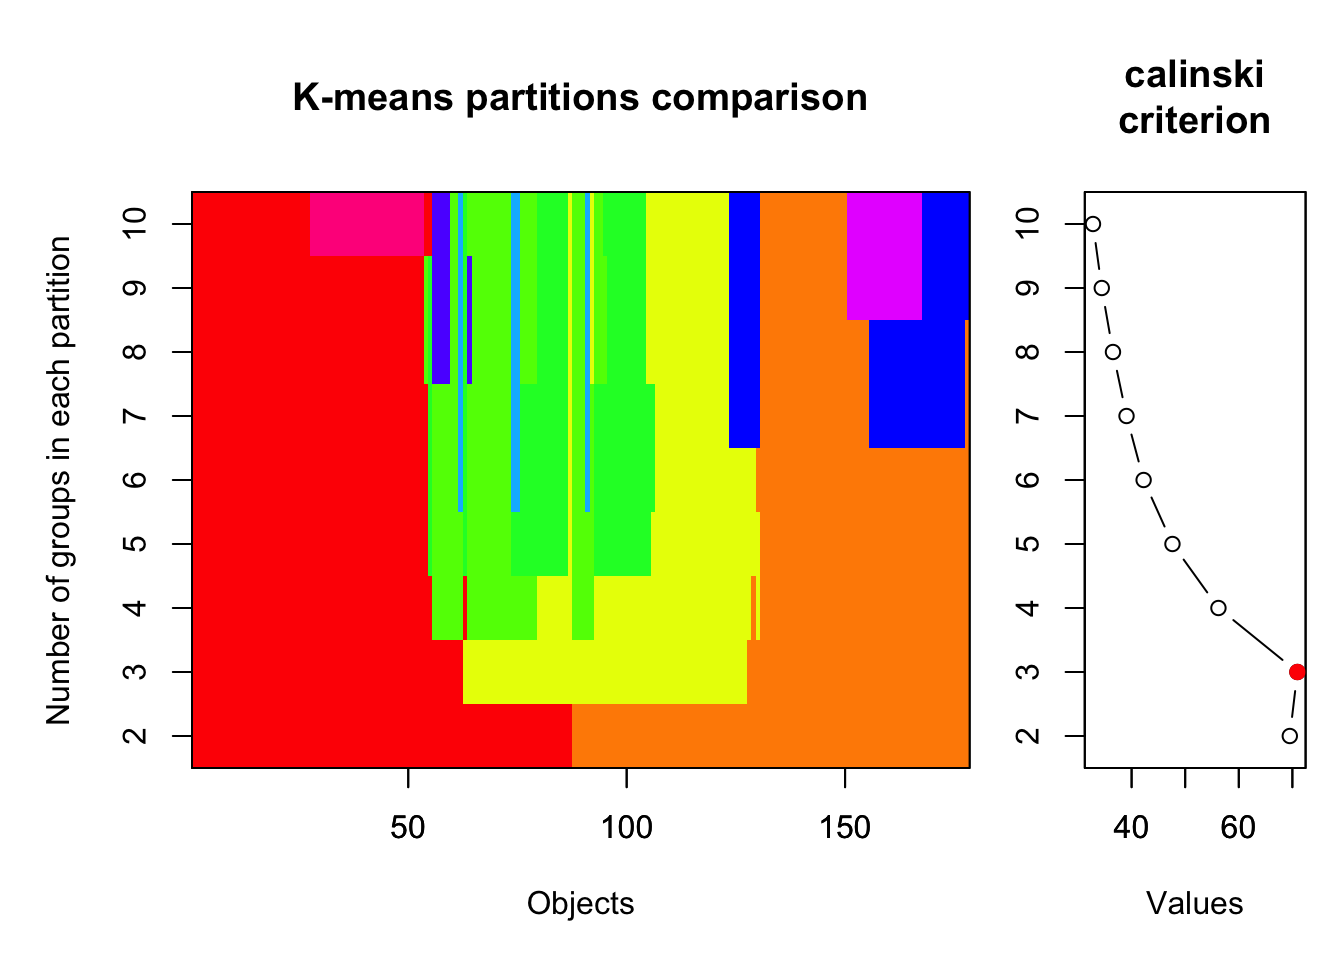 K-means partitions comparison
calinski
criterion
Number of groups in each partition
10
9
8
7
6
5
4
3
2
50 100 150
Objects
10
9
8
7
6
5
4
3
2
40 60
Values